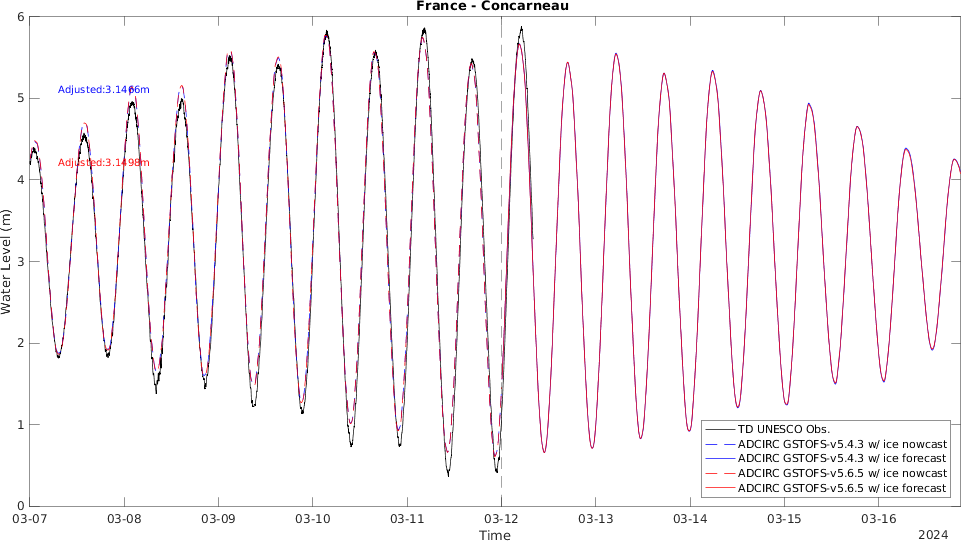 France - Concarneau
6
5
4
3
2
1
0
Water Level (m)
Adjusted:3.1466m
Adjusted:3.1498m
TD UNESCO Obs.
ADCIRC GSTOFS-v5.4.3 w/ ice nowcast
ADCIRC GSTOFS-v5.4.3 w/ ice forecast
ADCIRC GSTOFS-v5.6.5 w/ ice nowcast
ADCIRC GSTOFS-v5.6.5 w/ ice forecast
03-07 03-08 03-09 03-10 03-11 03-12 03-13 03-14 03-15 03-16
Time
2024